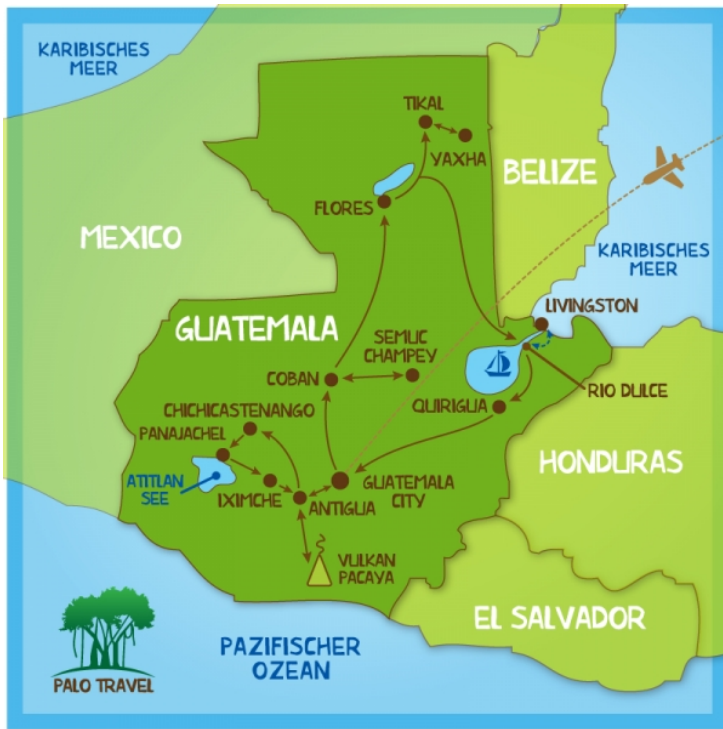 KARIBISCHES
MEER
TIKAL
YAXHA
BELIZE
FLORES
MEXICO
KARIBISCHES
MEER
LIVINGSTON
GUATEMALA
SEMUC
CHAMPEY
COBAN
RIO DULCE
QUIRIGUA
CHICHICASTENANGO
PANAJACHEL
HONDURAS
ATITLAN
SEE
IXIMCHE
GUATEMALA
CITY
ANTIGUA
VULKAN
PACAYA
EL SALVADOR
PAZIFISCHER
OZEAN
PALO TRAVEL